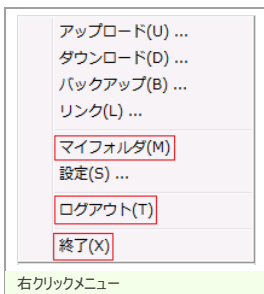 アップロード(U) ...
ダウンロード(D) ...
バックアップ(B) ...
リンク(L) ...
マイフォルダ(M)
設定(S) ...
ログアウト(T)
終了(X)
右クリックメニュー